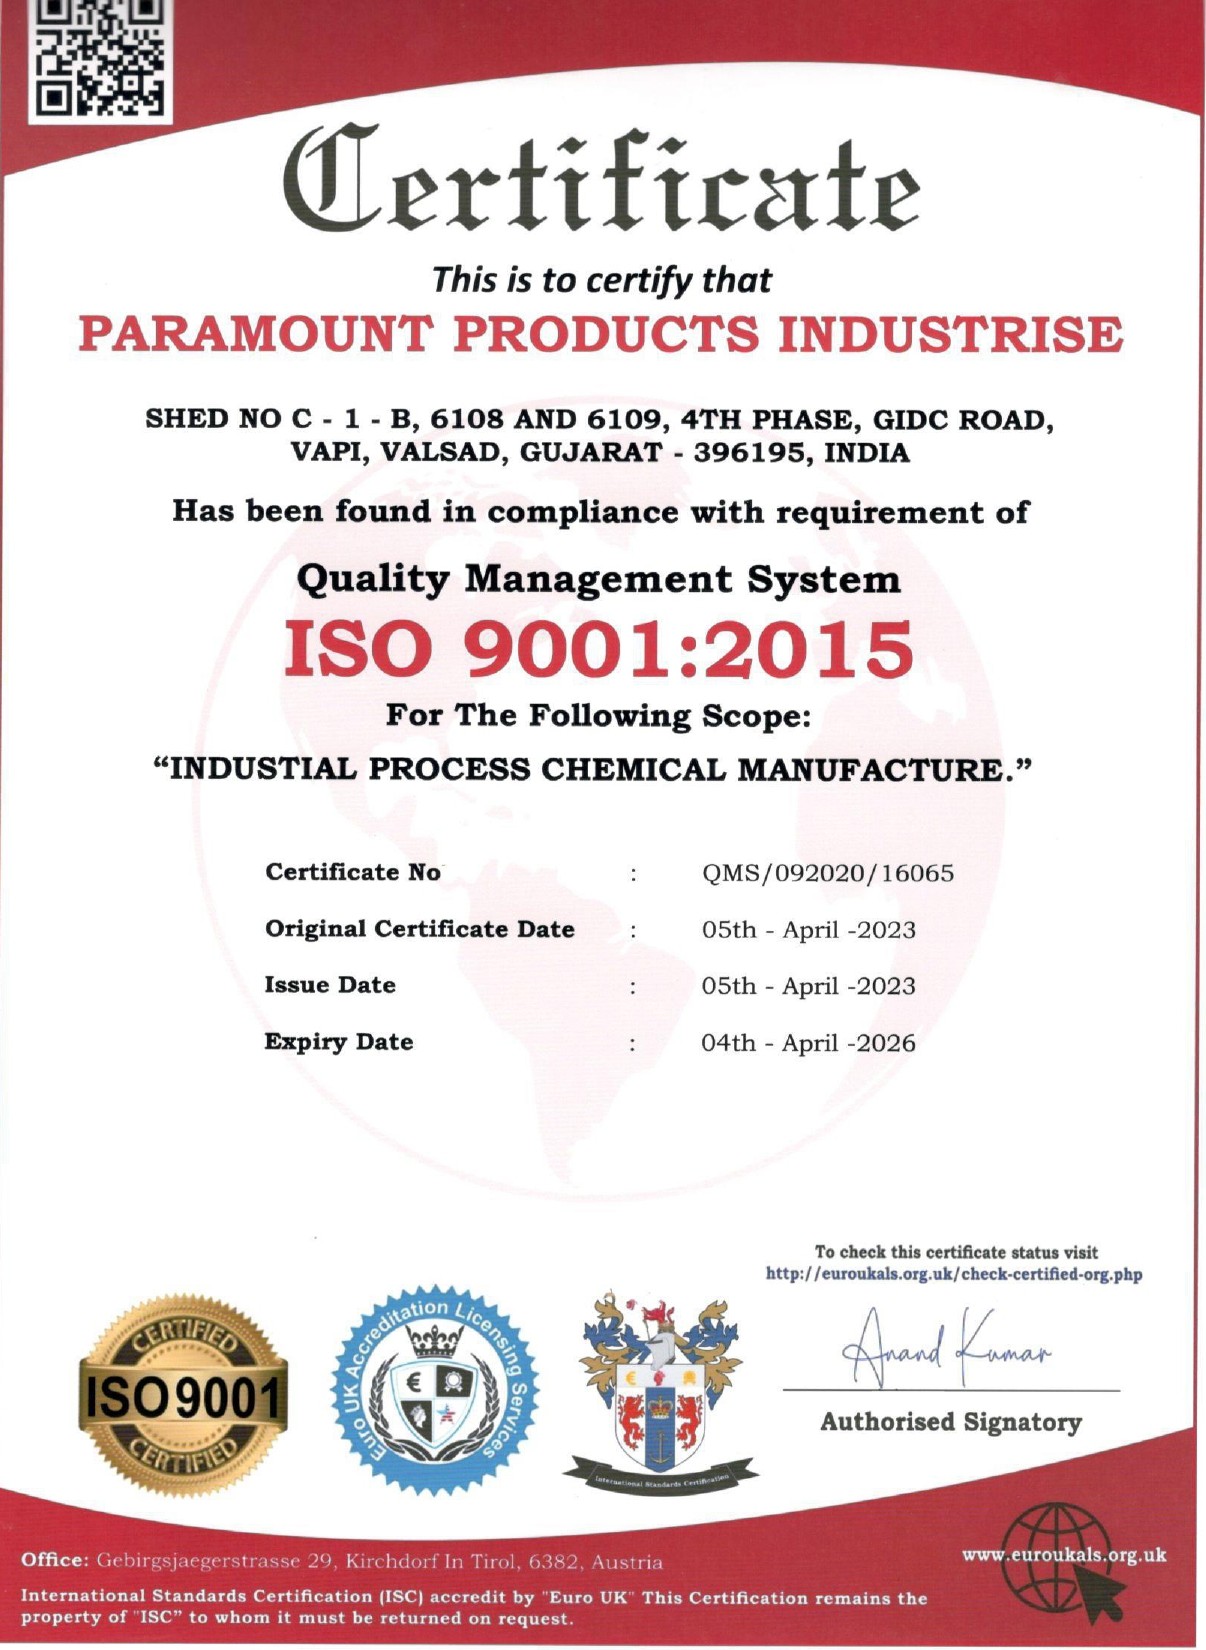 Certificate
This is to certify that
PARAMOUNT PRODUCTS INDUSTRISE
SHED NO C - 1 - B, 6108 AND 6109, 4TH PHASE, GIDC ROAD,
VAPI, VALSAD, GUJARAT - 396195, INDIA
Has been found in compliance with requirement of
Quality Management System
ISO 9001:2015
For The Following Scope:
“INDUSTIAL PROCESS CHEMICAL MANUFACTURE.”
Certificate No : QMS/092020/16065
Original Certificate Date : 05th - April -2023
Issue Date : 05th - April -2023
Expiry Date : 04th - April -2026
To check this certificate status visit
http://euroukals.org.uk/check-certified-org.php
CERTIFIED
ISO 9001
CERTIFIED
Euro UK Accreditation Licensing Services
€
€
International Standards Certification
Anand Kumar
Authorised Signatory
Office: Gebirgsjaegerstrasse 29, Kirchdorf In Tirol, 6382, Austria
www.euroukals.org.uk
International Standards Certification (ISC) accredit by "Euro UK" This Certification remains the
property of "ISC” to whom it must be returned on request.